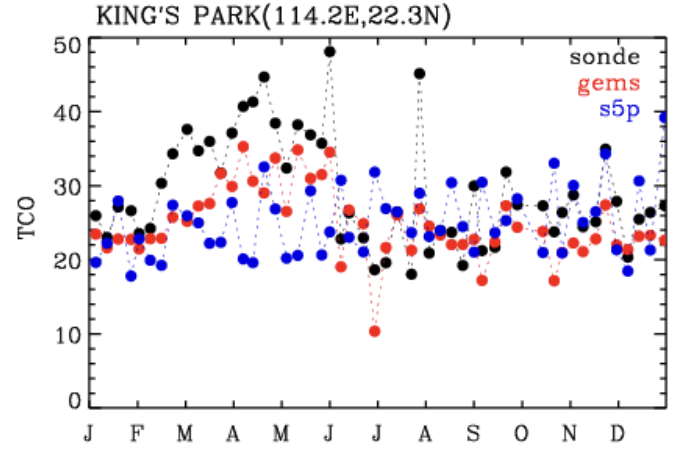 KING'S PARK(114.2E,22.3N)
sonde
gems
s5p
50
40
30
20
10
0
TCO
J F M A M J J A S O N D